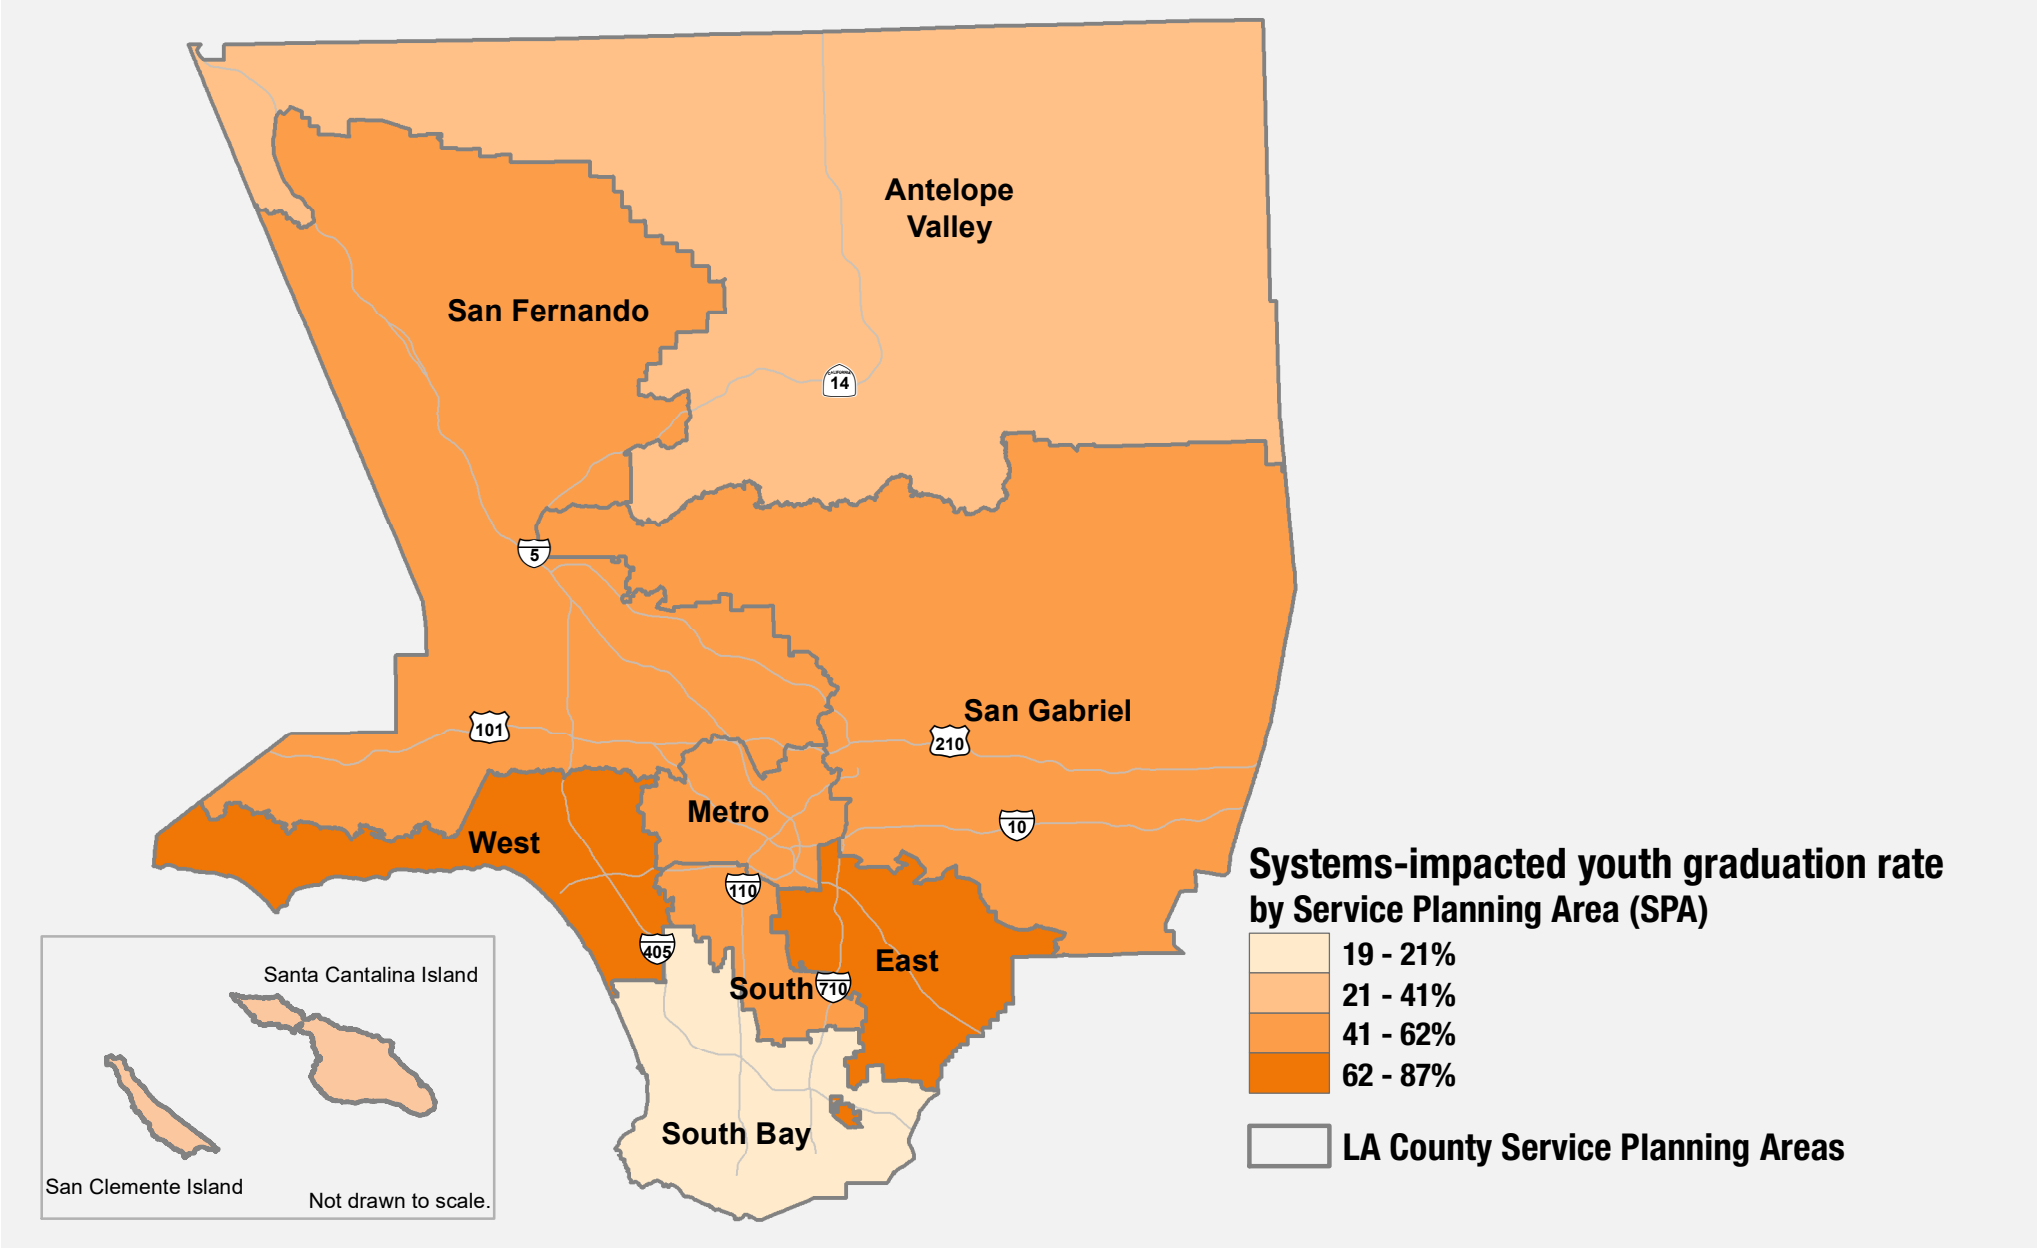 Antelope
Valley
San Fernando
14
5
San Gabriel
101
210
Metro
10
West
110
405
East
South
710
South Bay
Santa Cantalina Island
San Clemente Island
Not drawn to scale.
Systems-impacted youth graduation rate
by Service Planning Area (SPA)
19 - 21%
21 - 41%
41 - 62%
62 - 87%
LA County Service Planning Areas